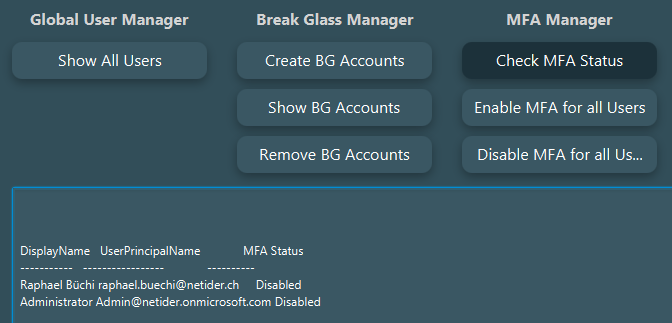 Global User Manager Break Glass Manager MFA Manager
Show All Users Create BG Accounts Check MFA Status
Show BG Accounts Enable MFA for all Users
Remove BG Accounts Disable MFA for all Us...
DisplayName UserPrincipalName MFA Status
----------- ----------------- ----------
Raphael Büchi raphael.buechi@netider.ch Disabled
Administrator Admin@netider.onmicrosoft.com Disabled